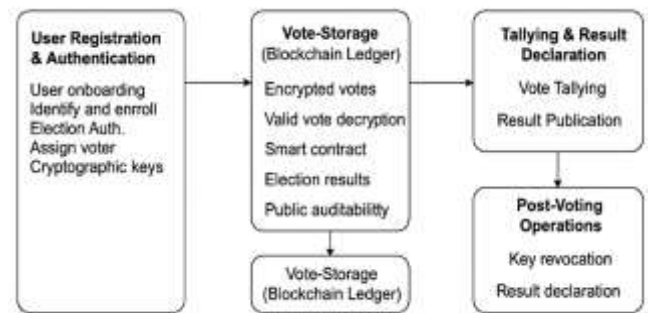 User Registration
& Authentication
User onboarding
Identify and enrroll
Election Auth.
Assign voter
Cryptographic keys
Vote-Storage
(Blockchain Ledger)
Encrypted votes
Valid vote decryption
Smart contract
Election results
Public auditabilitty
Vote-Storage
(Blockchain Ledger)
Tallying & Result
Declaration
Vote Tallying
Result Publication
Post-Voting
Operations
Key revocation
Result declaration